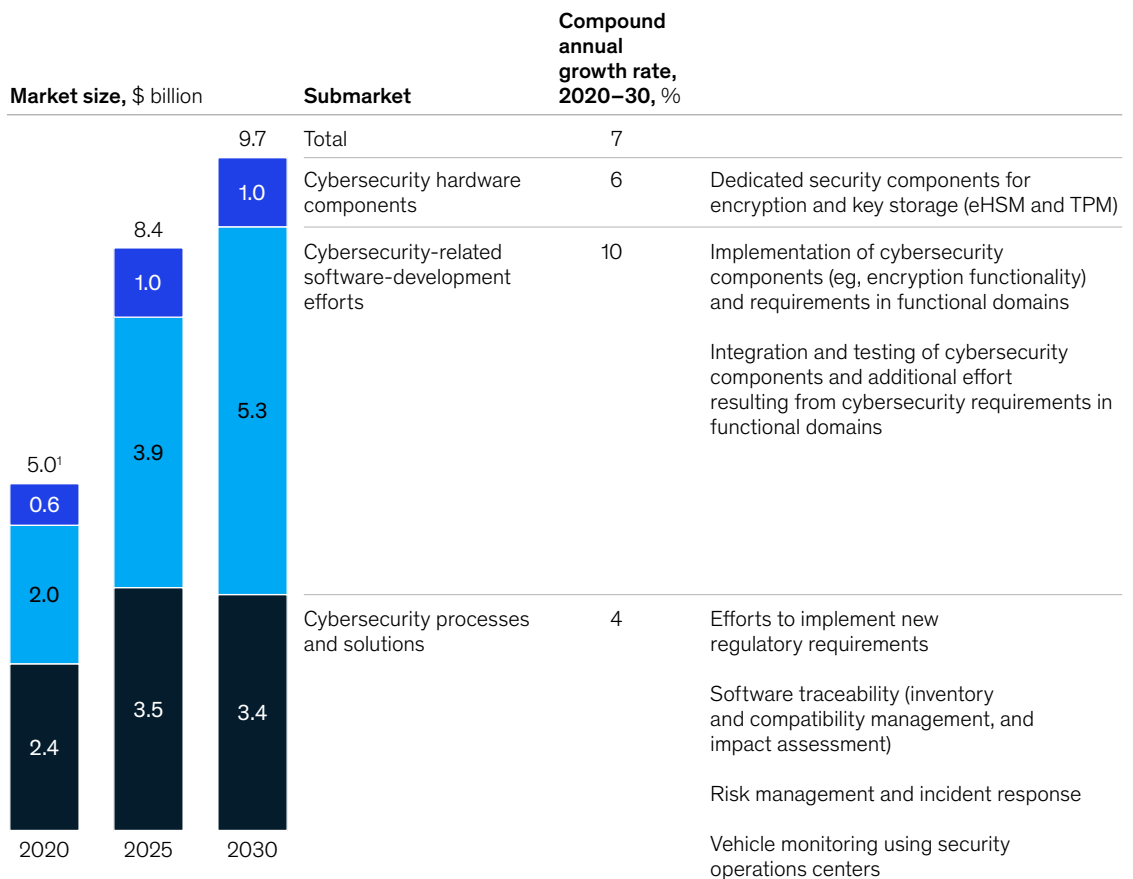 Compound
annual
growth rate,
Market size, $ billion Submarket 2020–30, %
9.7 Total 7
1.0 Cybersecurity hardware 6 Dedicated security components for
components encryption and key storage (eHSM and TPM)
8.4
Cybersecurity-related 10 Implementation of cybersecurity
software-development components (eg, encryption functionality)
1.0 efforts and requirements in functional domains
Integration and testing of cybersecurity
components and additional effort
5.3 resulting from cybersecurity requirements in
functional domains
3.9
5.0¹
0.6
2.0
Cybersecurity processes 4 Efforts to implement new
and solutions regulatory requirements
Software traceability (inventory
3.5 3.4 and compatibility management, and
2.4 impact assessment)
Risk management and incident response
2020 2025 2030 Vehicle monitoring using security
operations centers